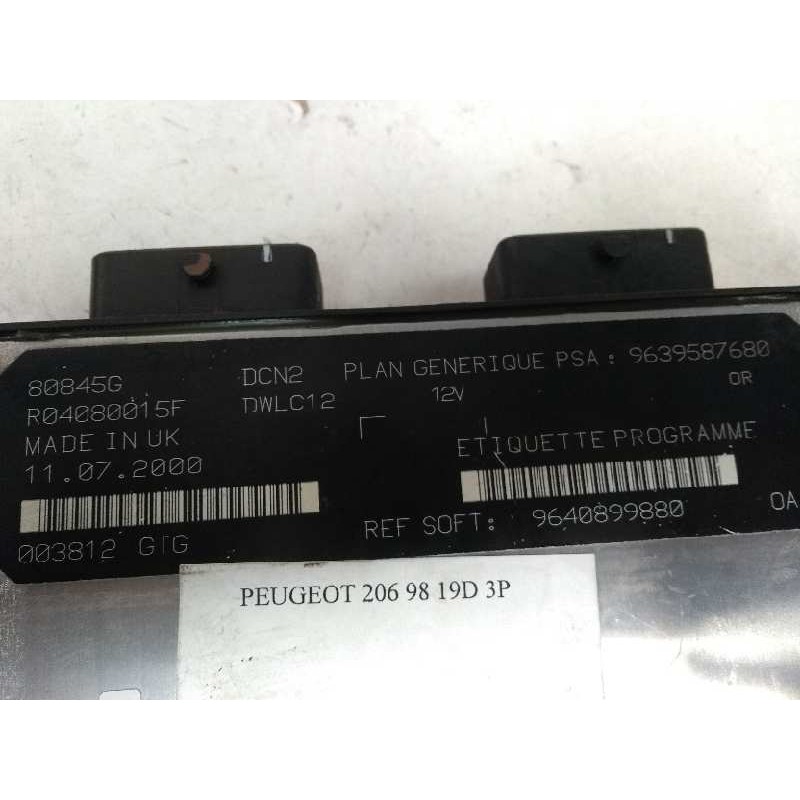 80845G DCN2 PLAN GENERIQUE PSA : 9639587680
R04080015F DWLC12 12V OR
MADE IN UK ETIQUETTE PROGRAMME
11.07.2000
REF SOFT: 9640899880 0A
003812 GTG
PEUGEOT 206 98 19D 3P